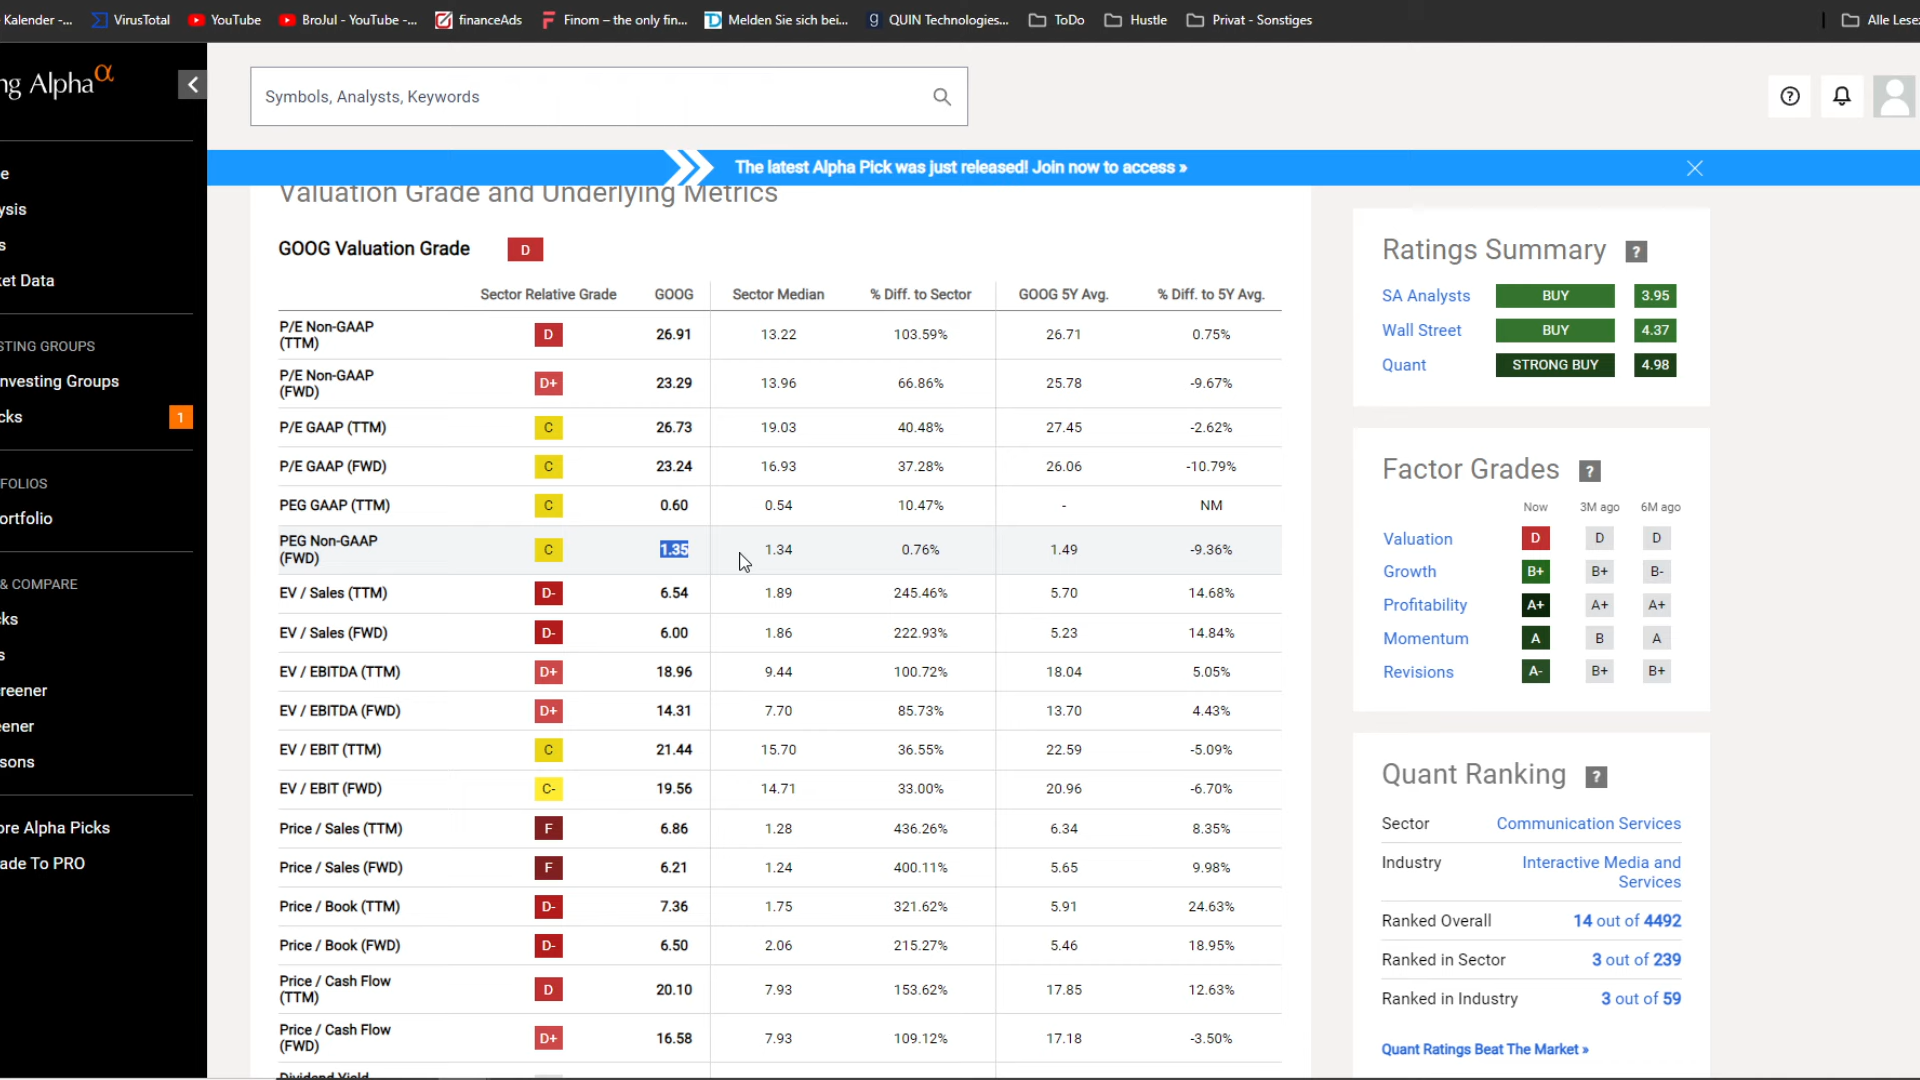 Kalender -...
VirusTotal
YouTube
BroJul - YouTube -...
financeAds
Finom – the only fin...
Melden Sie sich bei...
QUIN Technologies...
ToDo
Hustle
Privat - Sonstiges
Alle Lese
ng Alpha α
Symbols, Analysts, Keywords
The latest Alpha Pick was just released! Join now to access »
e
ysis
s
ket Data
STING GROUPS
nvesting Groups
cks 1
FOLIOS
ortfolio
& COMPARE
ks
s
reener
eener
sons
ore Alpha Picks
ade To PRO
Valuation Grade and Underlying Metrics
GOOG Valuation Grade D
Sector Relative Grade GOOG Sector Median % Diff. to Sector GOOG 5Y Avg. % Diff. to 5Y Avg.
P/E Non-GAAP
(TTM) D 26.91 13.22 103.59% 26.71 0.75%
P/E Non-GAAP
(FWD) D+ 23.29 13.96 66.86% 25.78 -9.67%
P/E GAAP (TTM) C 26.73 19.03 40.48% 27.45 -2.62%
P/E GAAP (FWD) C 23.24 16.93 37.28% 26.06 -10.79%
PEG GAAP (TTM) C 0.60 0.54 10.47% - NM
PEG Non-GAAP
(FWD) C 1.35 1.34 0.76% 1.49 -9.36%
EV / Sales (TTM) D- 6.54 1.89 245.46% 5.70 14.68%
EV / Sales (FWD) D- 6.00 1.86 222.93% 5.23 14.84%
EV / EBITDA (TTM) D+ 18.96 9.44 100.72% 18.04 5.05%
EV / EBITDA (FWD) D+ 14.31 7.70 85.73% 13.70 4.43%
EV / EBIT (TTM) C 21.44 15.70 36.55% 22.59 -5.09%
EV / EBIT (FWD) C- 19.56 14.71 33.00% 20.96 -6.70%
Price / Sales (TTM) F 6.86 1.28 436.26% 6.34 8.35%
Price / Sales (FWD) F 6.21 1.24 400.11% 5.65 9.98%
Price / Book (TTM) D- 7.36 1.75 321.62% 5.91 24.63%
Price / Book (FWD) D- 6.50 2.06 215.27% 5.46 18.95%
Price / Cash Flow
(TTM) D 20.10 7.93 153.62% 17.85 12.63%
Price / Cash Flow
(FWD) D+ 16.58 7.93 109.12% 17.18 -3.50%
Dividend Yield
Ratings Summary ?
SA Analysts BUY 3.95
Wall Street BUY 4.37
Quant STRONG BUY 4.98
Factor Grades ?
Now 3M ago 6M ago
Valuation D D D
Growth B+ B+ B-
Profitability A+ A+ A+
Momentum A B A
Revisions A- B+ B+
Quant Ranking ?
Sector Communication Services
Industry Interactive Media and
Services
Ranked Overall 14 out of 4492
Ranked in Sector 3 out of 239
Ranked in Industry 3 out of 59
Quant Ratings Beat The Market »